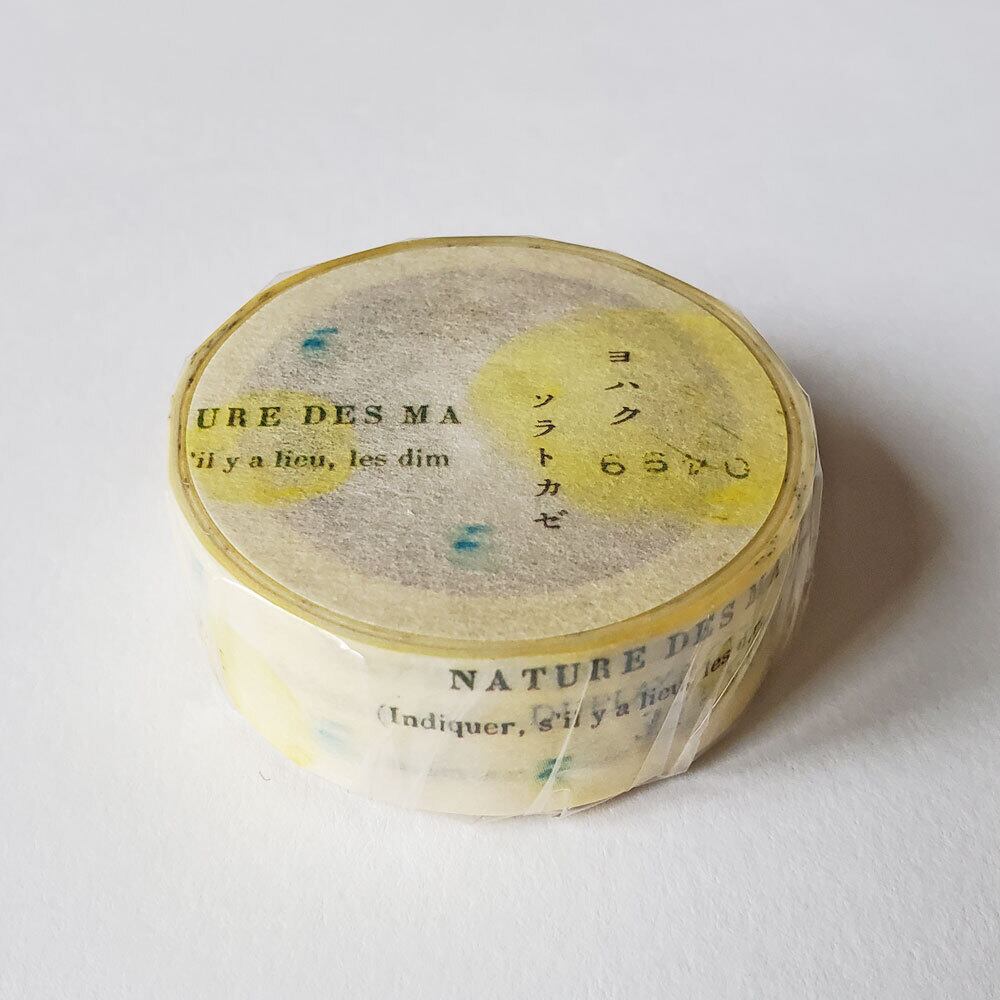 URE DES MA
'il y a lieu, les dim
ヨハク
ソラトカゼ
NATURE DES MA
(Indiquer, s'il y a lieu, les dim